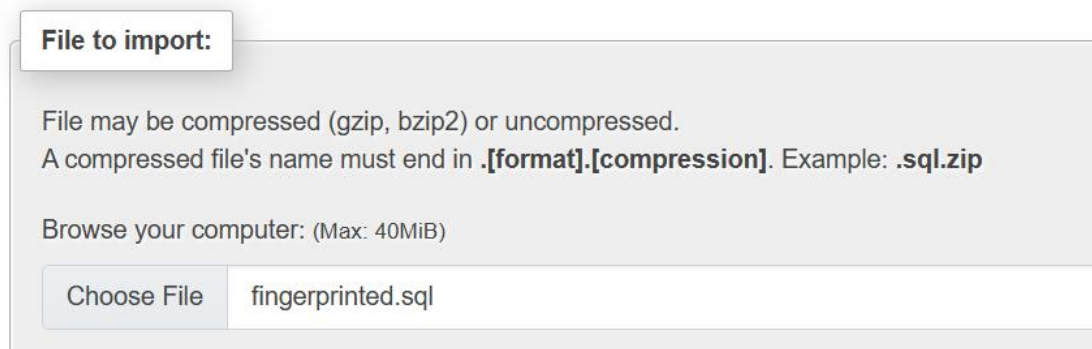 File to import:
File may be compressed (gzip, bzip2) or uncompressed.
A compressed file's name must end in .[format].[compression]. Example: .sql.zip
Browse your computer: (Max: 40MiB)
Choose File fingerprinted.sql